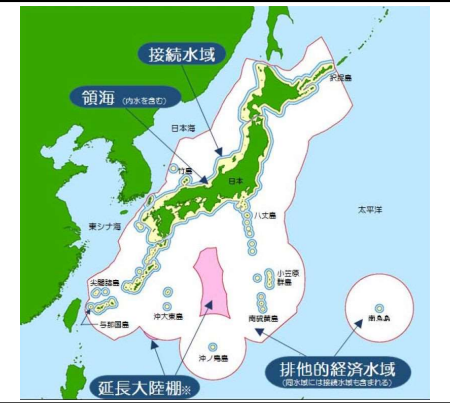 接続水域
領海 (内水を含む)
択捉島
日本海
竹島
日本
八丈島
太平洋
東シナ海
尖閣諸島
小笠原
群島
沖大東島
南硫黄島
南鳥島
与那国島
沖ノ鳥島
延長大陸棚※
排他的経済水域
(同水域には接続水域も含まれる)